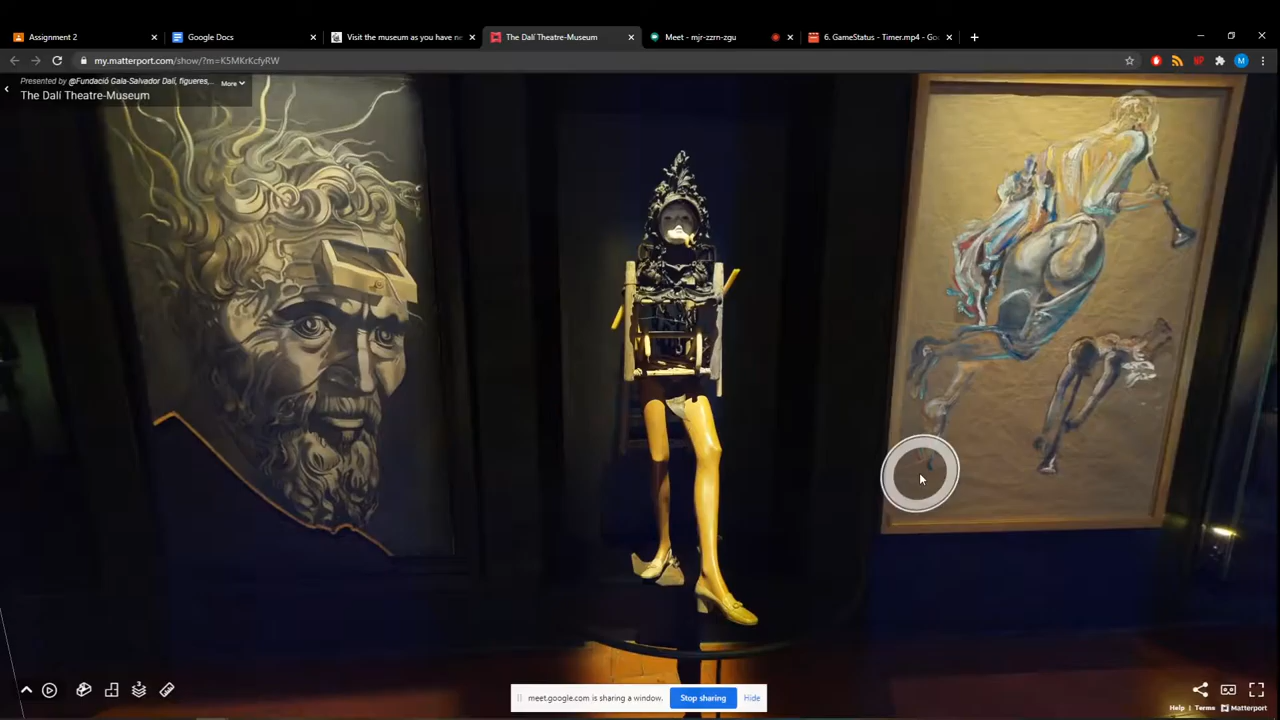 Assignment 2
Google Docs
Visit the museum as you have ne
The Dalí Theatre-Museum
Meet - mjr-zzrn-zgu
6. GameStatus - Timer.mp4 - Goo
my.matterport.com/show/?m=K5MKrKcfyRW
Presented by @Fundació Gala-Salvador Dalí, figueres,...
More
The Dalí Theatre-Museum
meet.google.com is sharing a window.
Stop sharing
Hide
Help
Terms
Matterport